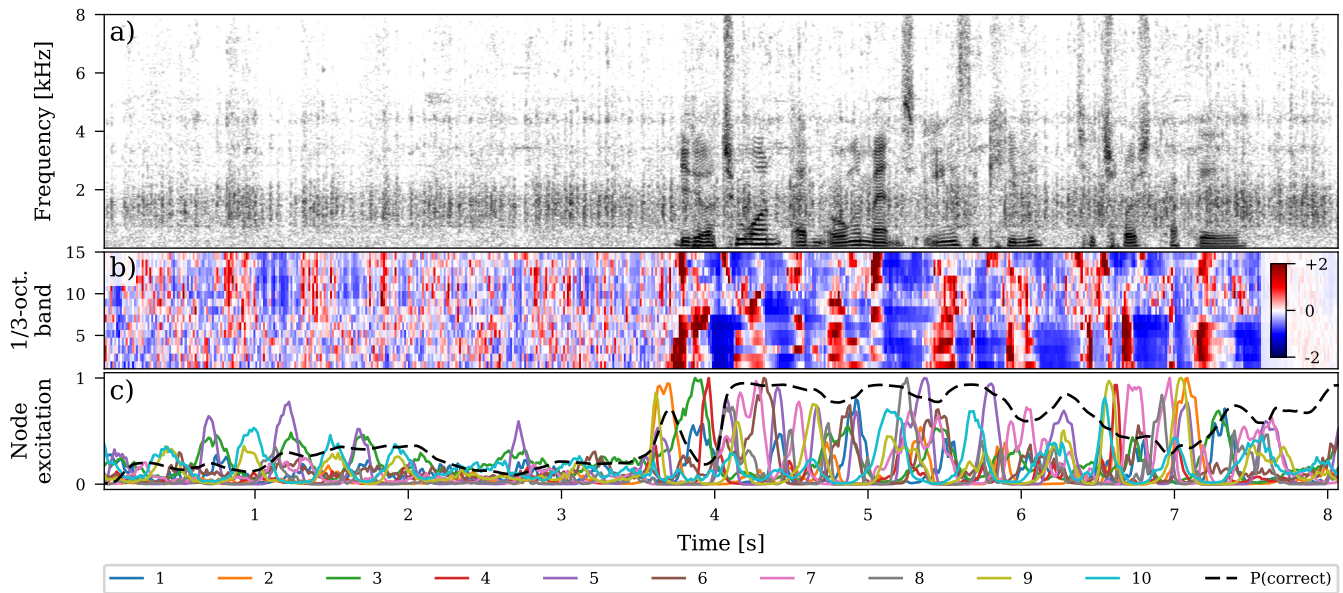 a)
Frequency [kHz]
8
6
4
2
b)
1/3-oct.
band
15
10
5
+2
0
-2
c)
Node
excitation
1
0
1 2 3 4 5 6 7 8
Time [s]
1 2 3 4 5 6 7 8 9 10 P(correct)